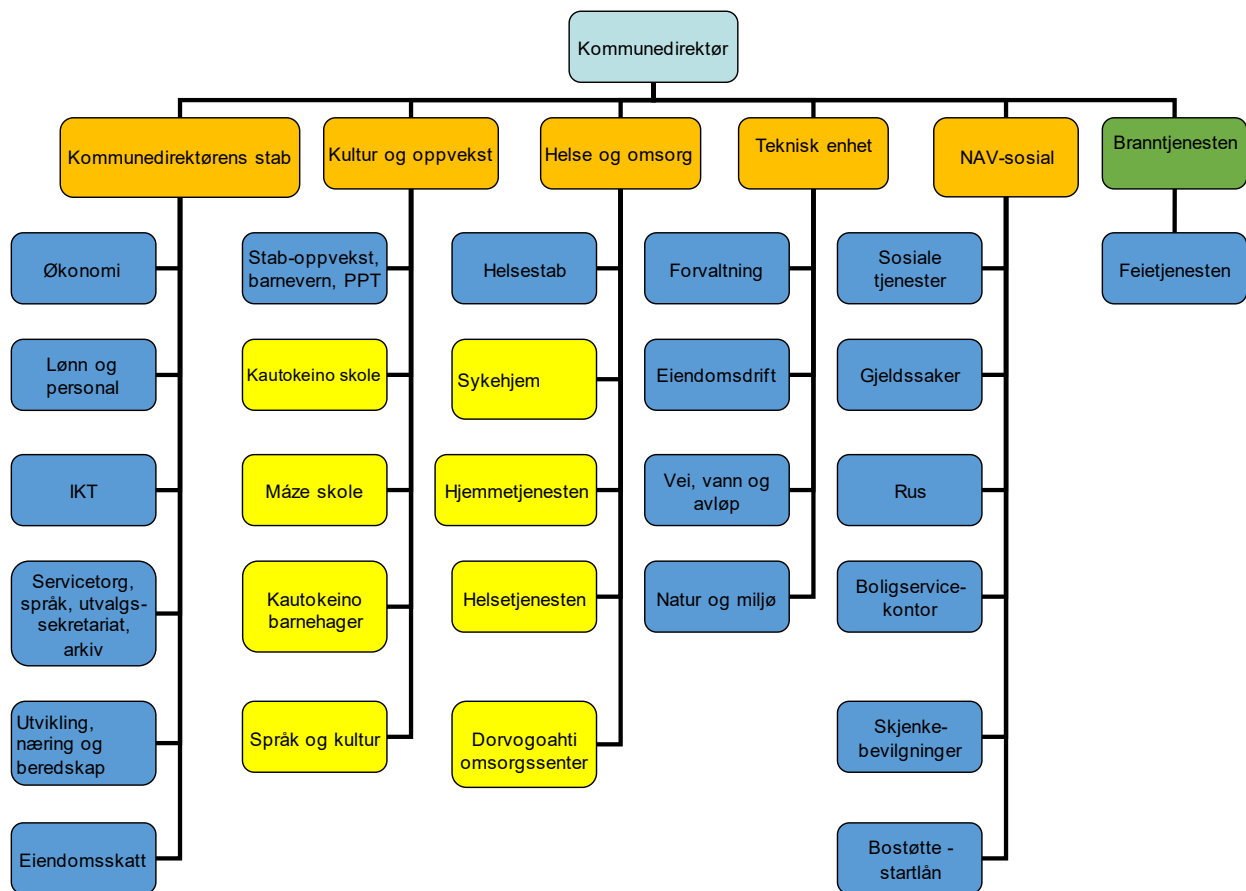 Kommunedirektør
Kommunedirektørens stab
Kultur og oppvekst
Helse og omsorg
Teknisk enhet
NAV-sosial
Branntjenesten
Økonomi
Stab-oppvekst,
barnevern, PPT
Helsestab
Forvaltning
Sosiale
tjenester
Feietjenesten
Lønn og
personal
Kautokeino skole
Sykehjem
Eiendomsdrift
Gjeldssaker
IKT
Máze skole
Hjemmetjenesten
Vei, vann og
avløp
Rus
Servicetorg,
språk, utvalgs-
sekretariat,
arkiv
Kautokeino
barnehager
Helsetjenesten
Natur og miljø
Boligservice-
kontor
Utvikling,
næring og
beredskap
Språk og kultur
Dorvogoahti
omsorgssenter
Skjenke-
bevilgninger
Eiendomsskatt
Bostøtte -
startlån